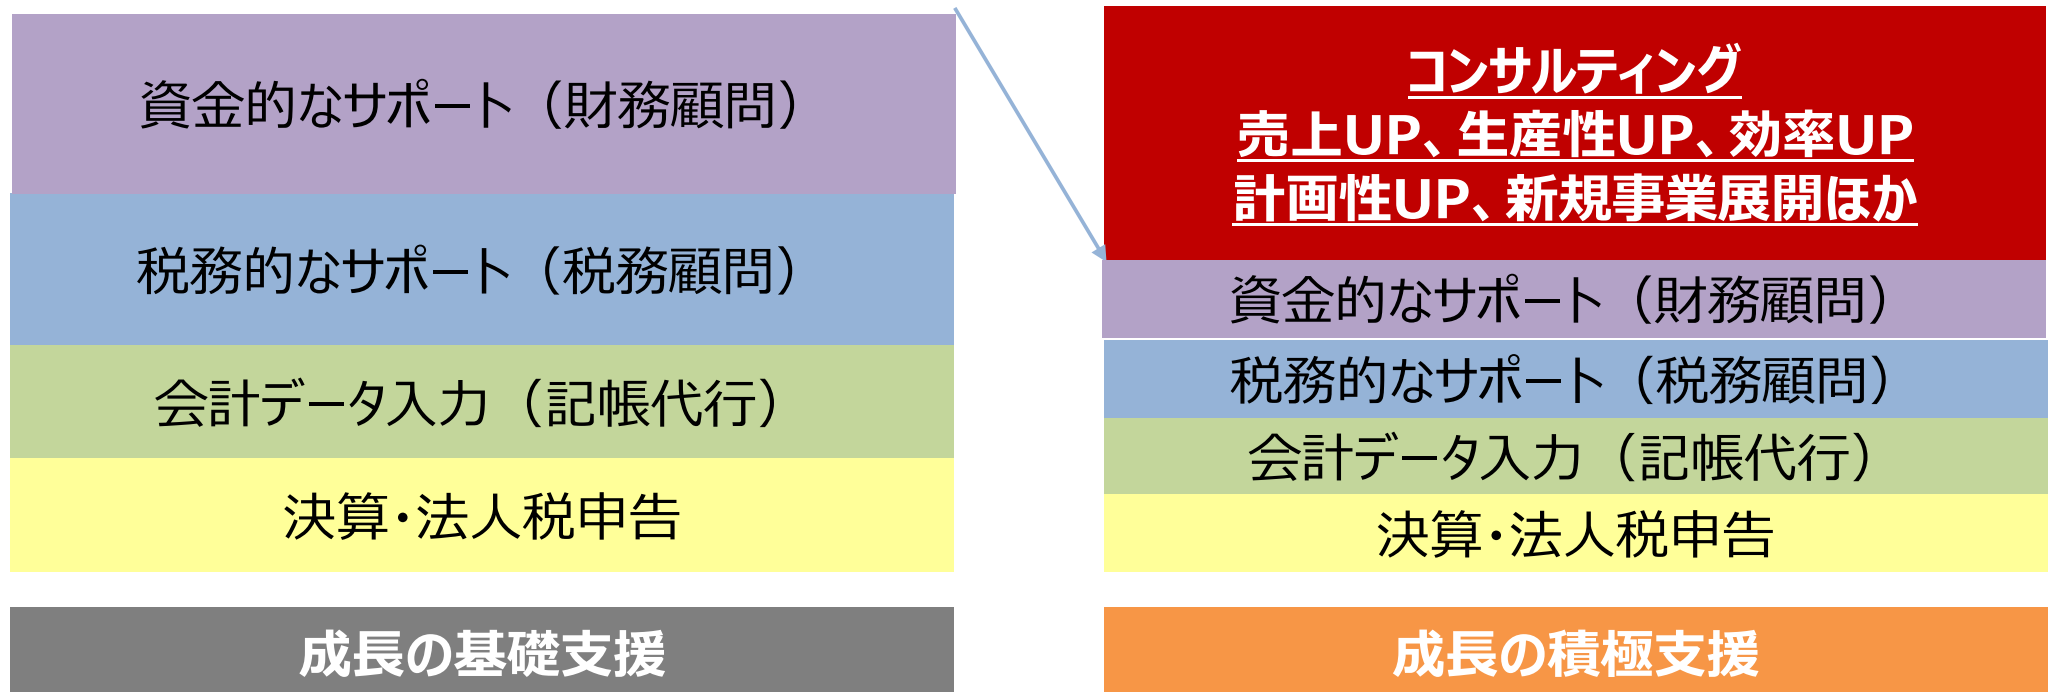 資金的なサポート（財務顧問）
税務的なサポート（税務顧問）
会計データ入力（記帳代行）
決算・法人税申告
成長の基礎支援
コンサルティング
売上UP、生産性UP、効率UP
計画性UP、新規事業展開ほか
資金的なサポート（財務顧問）
税務的なサポート（税務顧問）
会計データ入力（記帳代行）
決算・法人税申告
成長の積極支援